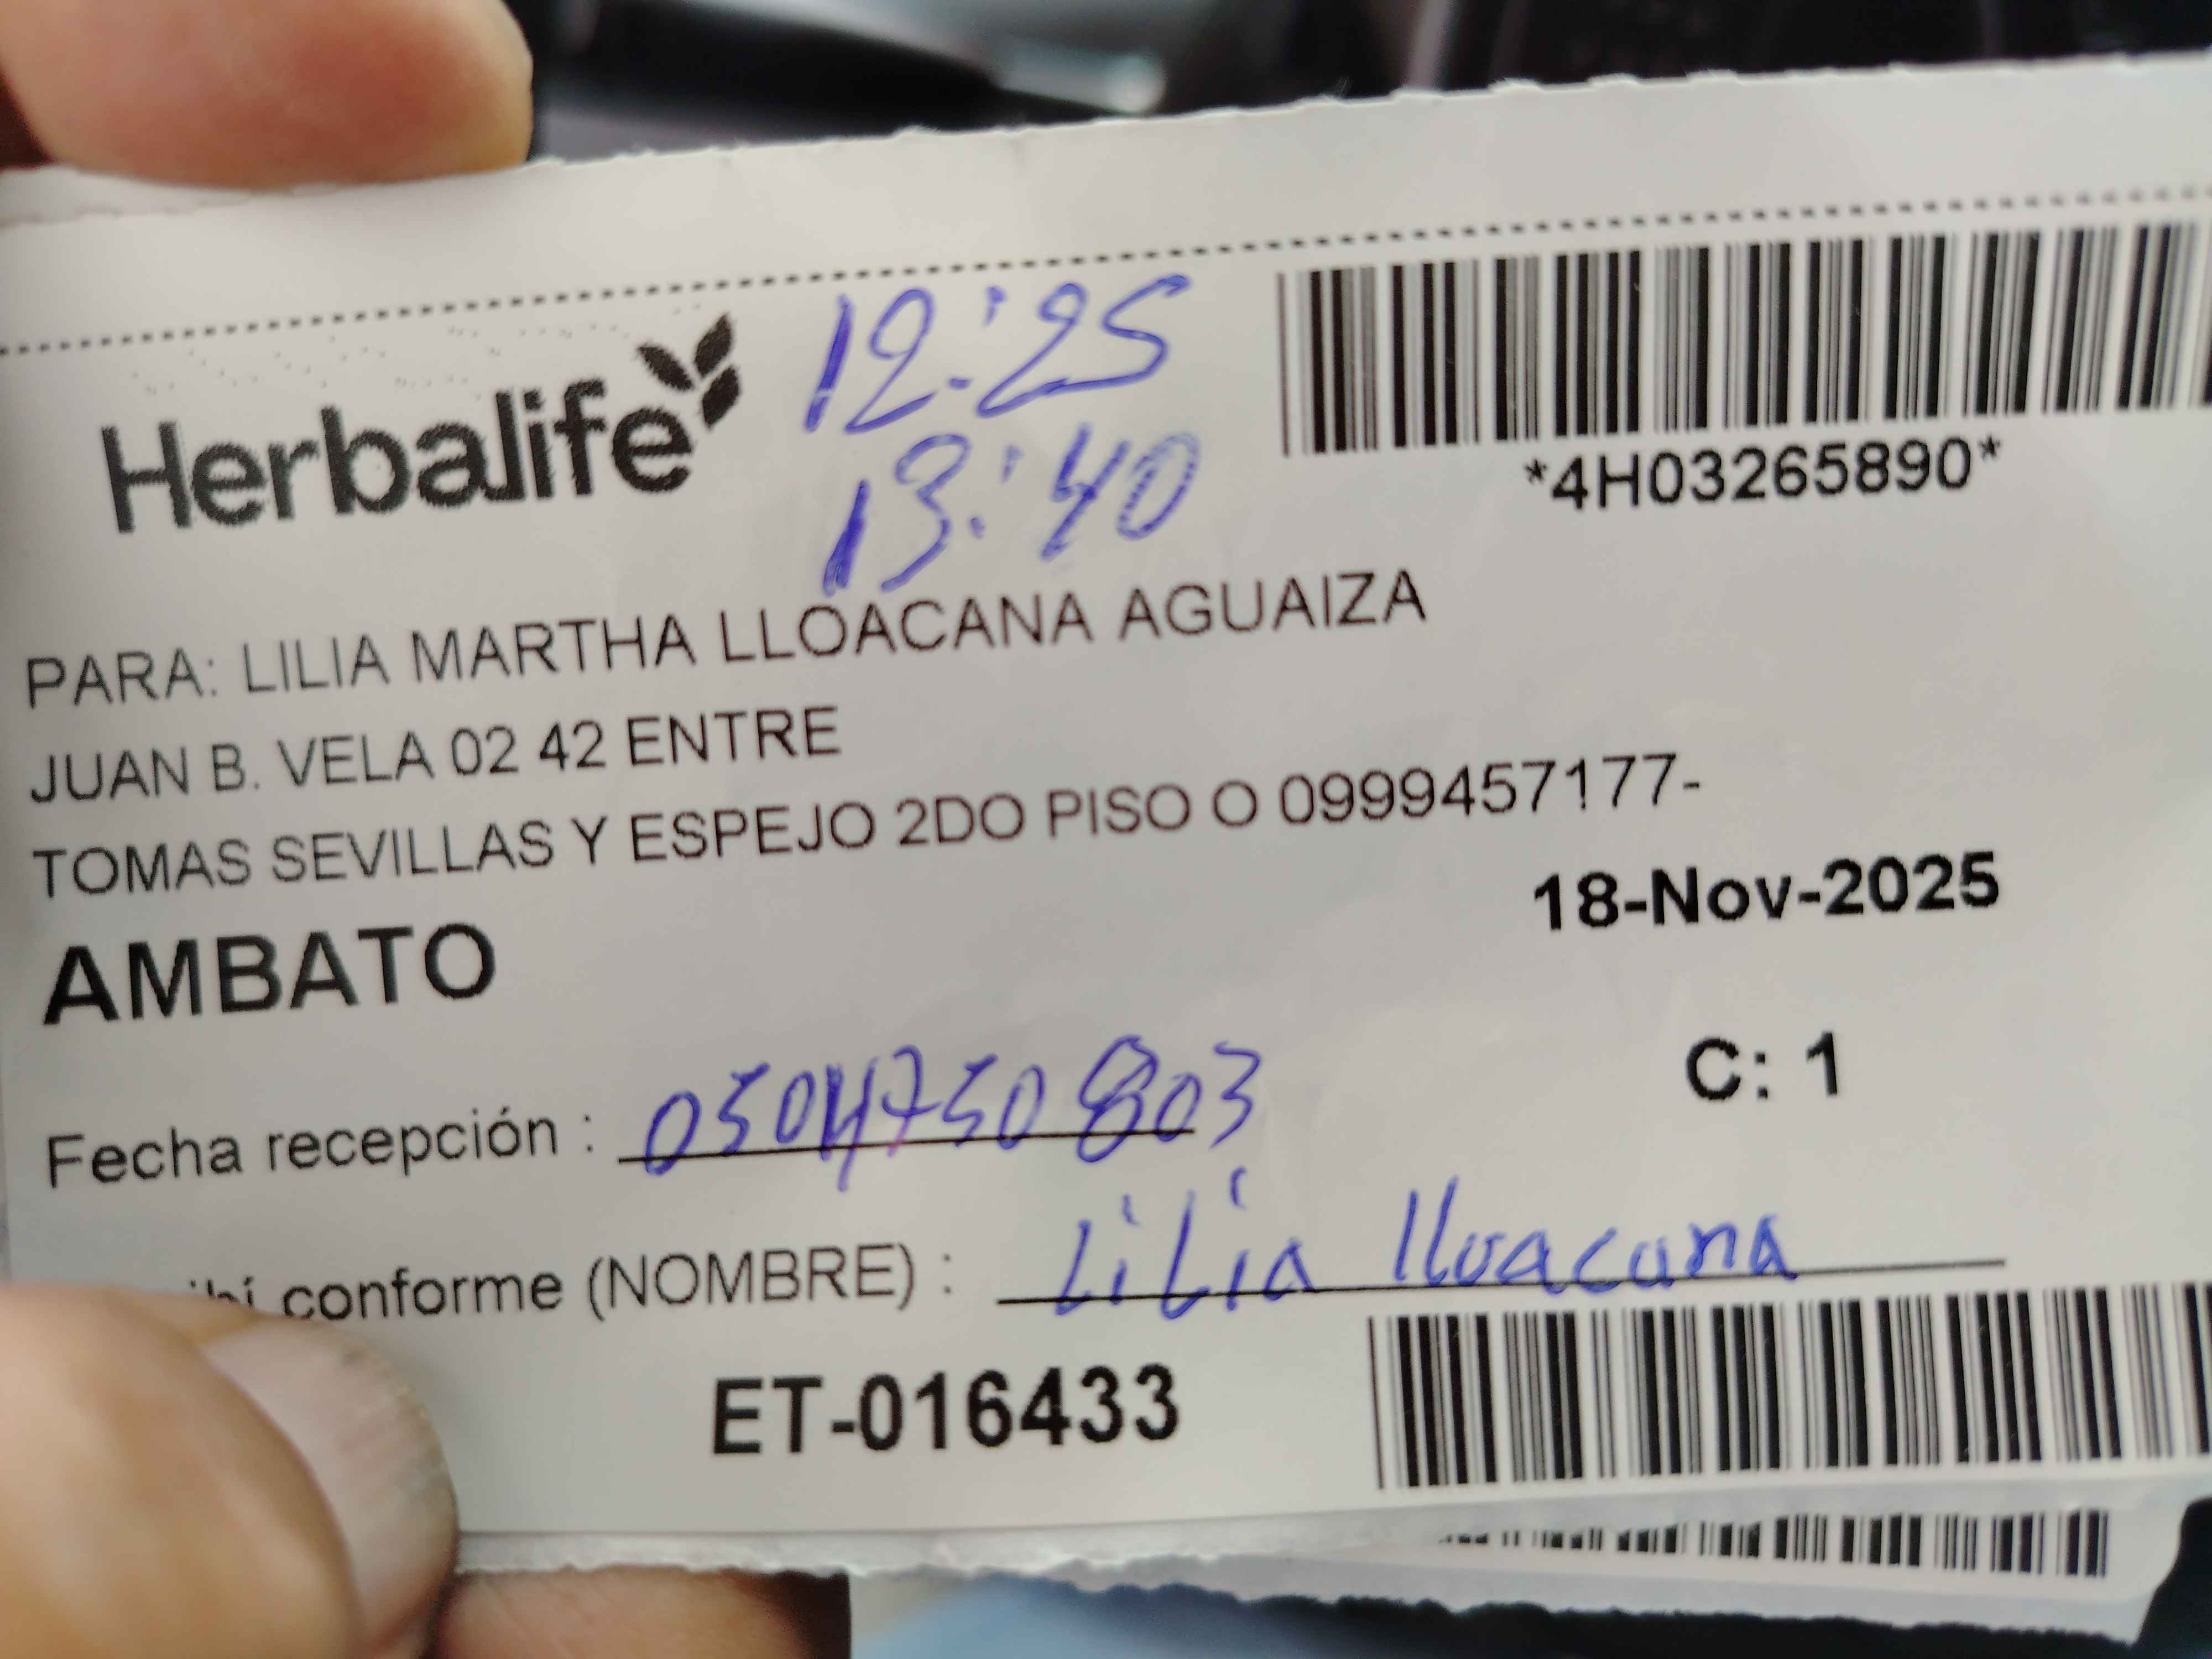 Herbalife
12:25
13:40
*4H03265890*
PARA: LILIA MARTHA LLOACANA AGUAIZA
JUAN B. VELA 02 42 ENTRE
TOMAS SEVILLAS Y ESPEJO 2DO PISO O 0999457177-
18-Nov-2025
AMBATO
C: 1
Fecha recepción : 0504750803
conforme (NOMBRE) : Lilia lloacana
ET-016433